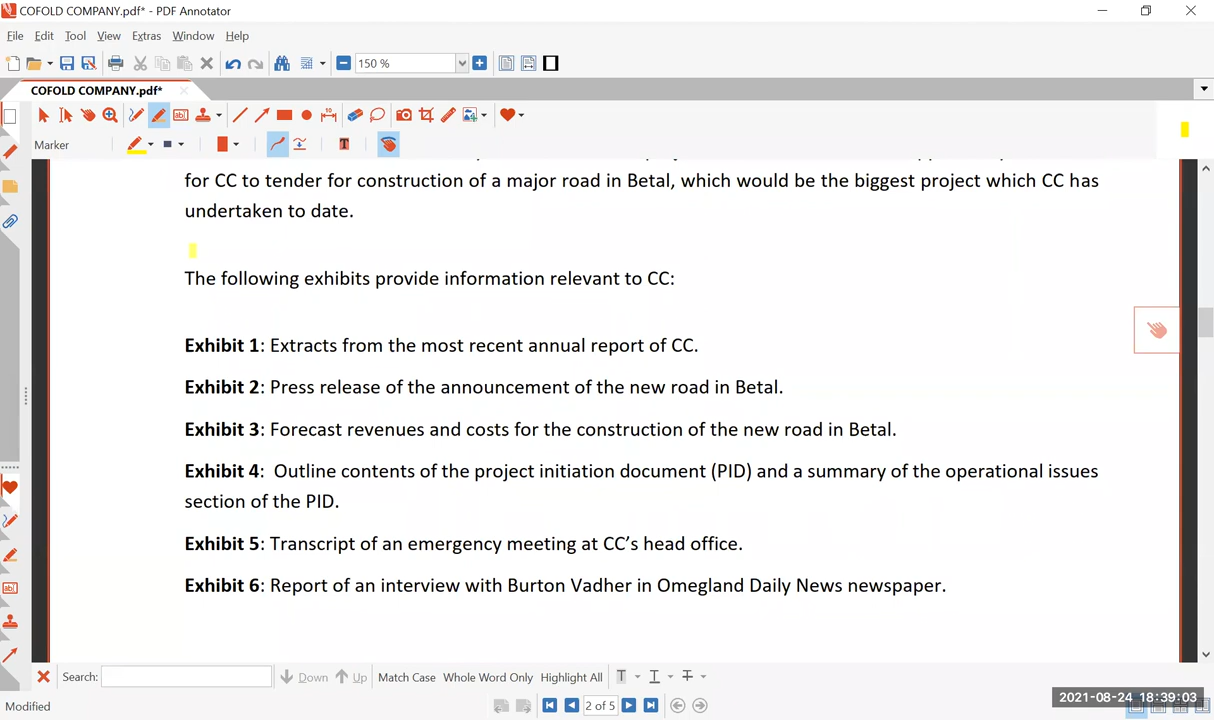 COFOLD COMPANY.pdf* - PDF Annotator
File Edit Tool View Extras Window Help
150 %
COFOLD COMPANY.pdf*
Marker
for CC to tender for construction of a major road in Betal, which would be the biggest project which CC has
undertaken to date.
The following exhibits provide information relevant to CC:
Exhibit 1: Extracts from the most recent annual report of CC.
Exhibit 2: Press release of the announcement of the new road in Betal.
Exhibit 3: Forecast revenues and costs for the construction of the new road in Betal.
Exhibit 4: Outline contents of the project initiation document (PID) and a summary of the operational issues
section of the PID.
Exhibit 5: Transcript of an emergency meeting at CC’s head office.
Exhibit 6: Report of an interview with Burton Vadher in Omegland Daily News newspaper.
Search: Down Up Match Case Whole Word Only Highlight All
Modified 2 of 5 2021-08-24 18:39:03